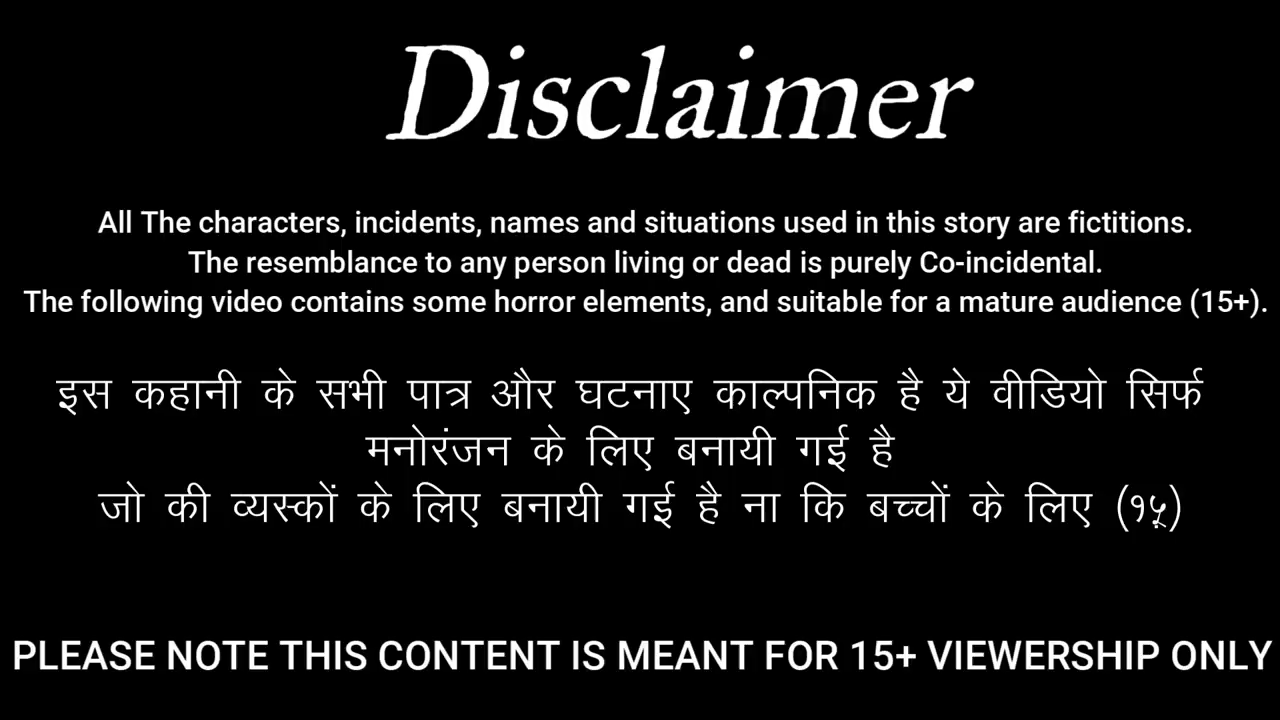 Disclaimer
All The characters, incidents, names and situations used in this story are fictitions.
The resemblance to any person living or dead is purely Co-incidental.
The following video contains some horror elements, and suitable for a mature audience (15+).
इस कहानी के सभी पात्र और घटनाए काल्पनिक है ये वीडियो सिर्फ
मनोरंजन के लिए बनायी गई है
जो की व्यस्कों के लिए बनायी गई है ना कि बच्चों के लिए (१५़)
PLEASE NOTE THIS CONTENT IS MEANT FOR 15+ VIEWERSHIP ONLY